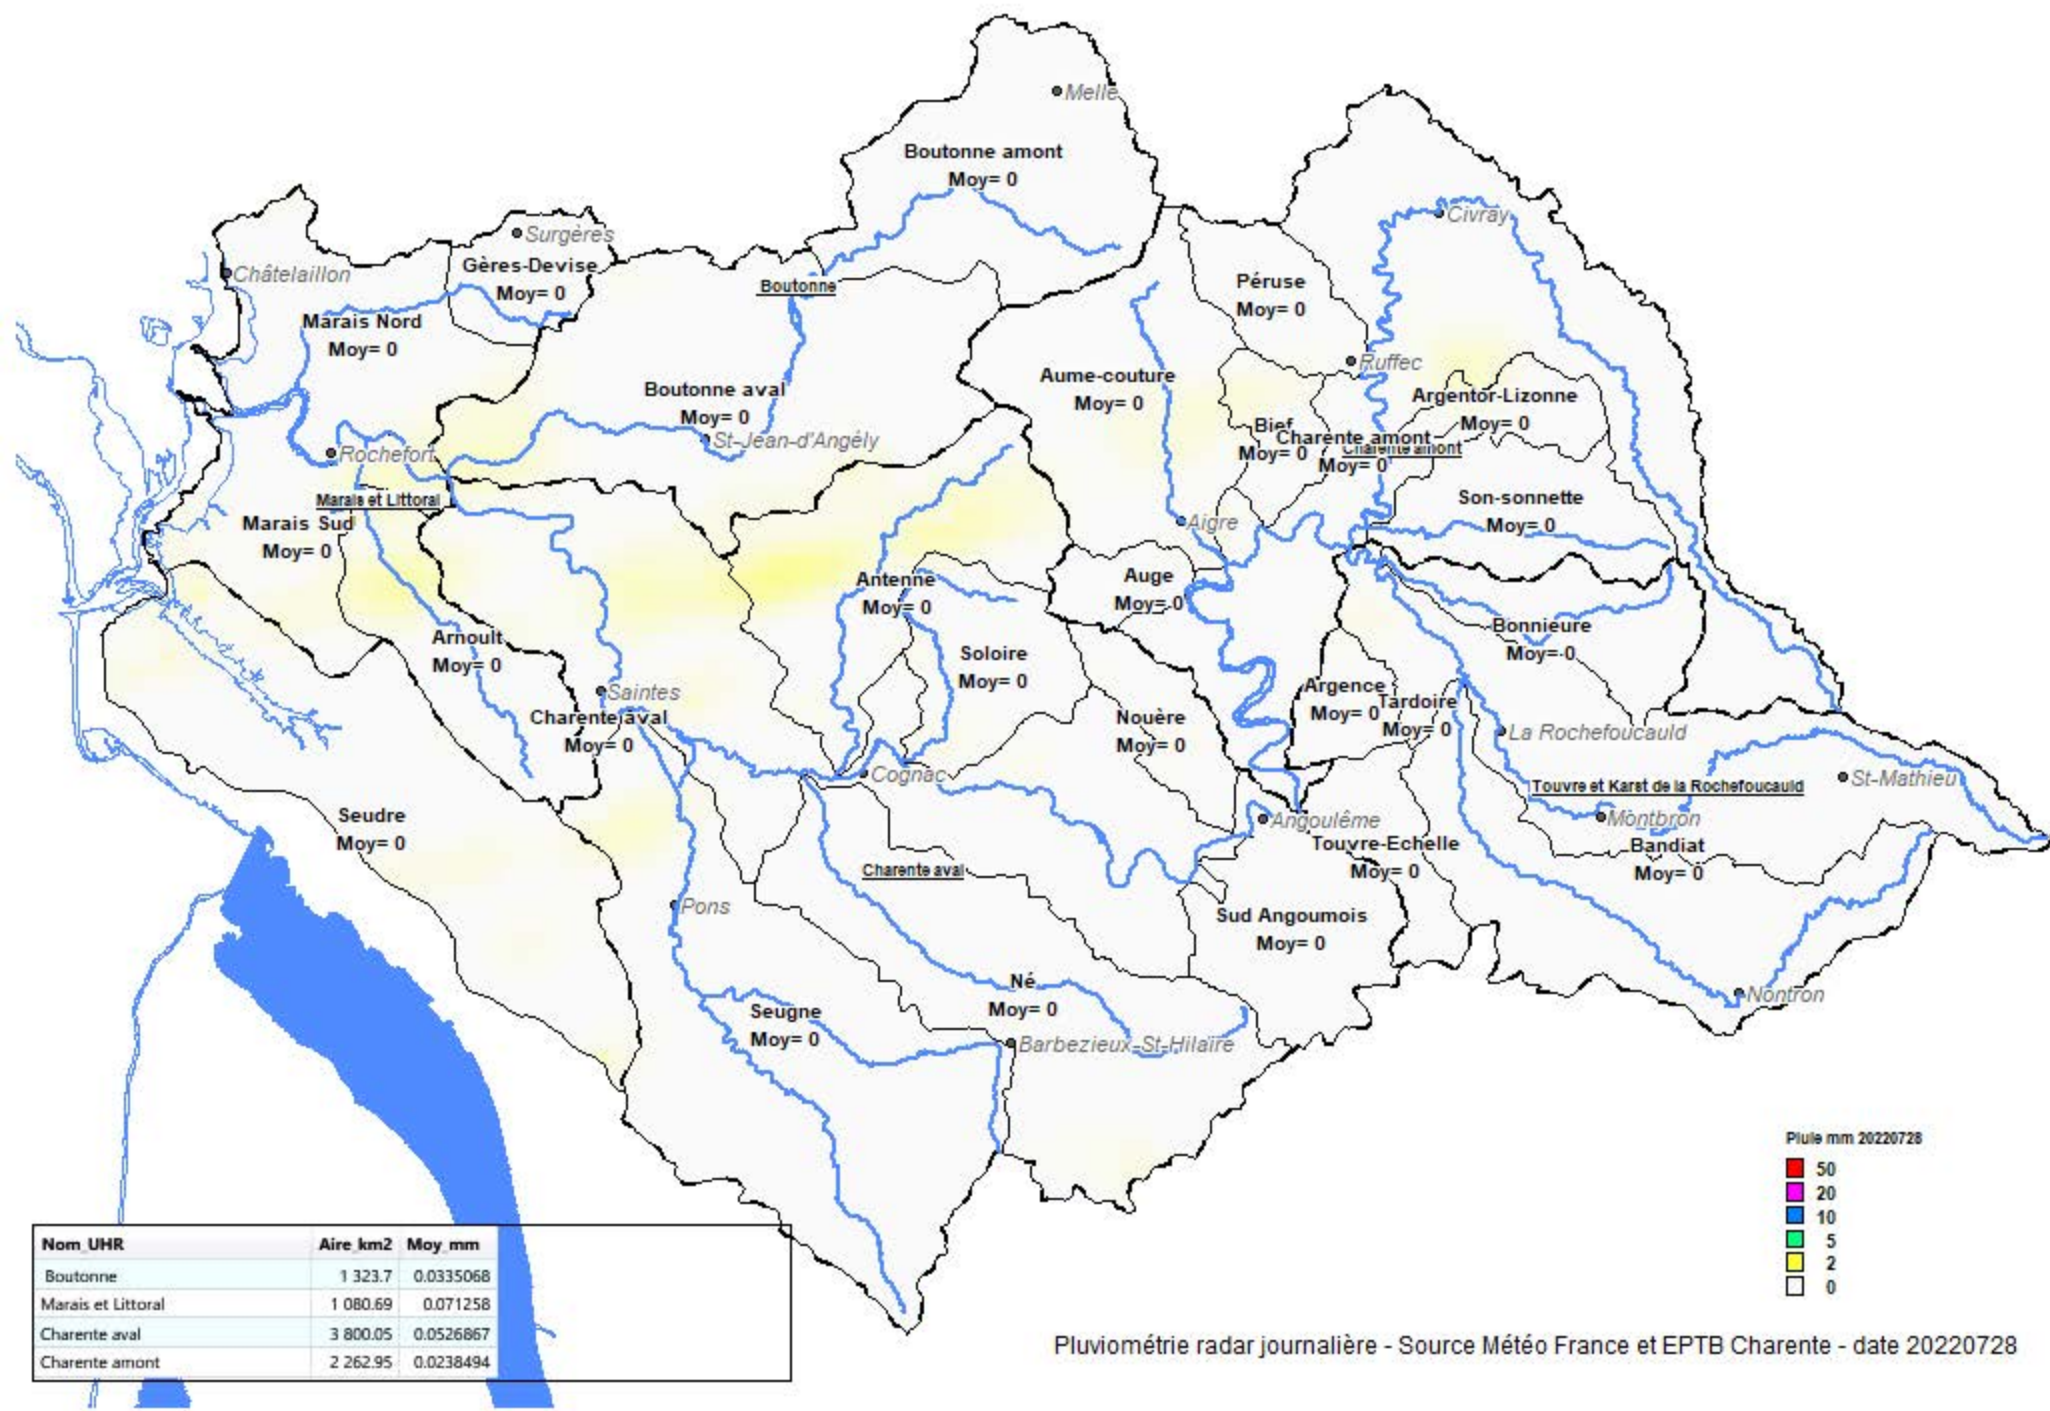 Melle
Boutonne amont
Moy= 0
Civray
Surgères
Châtelaillon
Gères-Devise
Moy= 0
Boutonne
Péruse
Moy= 0
Marais Nord
Moy= 0
Ruffec
Aume-couture
Moy= 0
Boutonne aval
Moy= 0
Argentor-Lizonne
Moy= 0
Bief
Moy= 0
Charente amont
Moy= 0
Charente amont
St-Jean-d'Angély
Rochefort
Marais et Littoral
Son-sonnette
Moy= 0
Marais Sud
Moy= 0
Aigre
Antenne
Moy= 0
Auge
Moy= 0
Bonnieure
Moy= 0
Arnoult
Moy= 0
Soloire
Moy= 0
Saintes
Argence
Moy= 0
Tardoire
Moy= 0
Charente aval
Moy= 0
Nouère
Moy= 0
La Rochefoucauld
Cognac
Touvre et Karst de la Rochefoucauld
St-Mathieu
Seudre
Moy= 0
Angoulême
Montbron
Touvre-Echelle
Moy= 0
Bandiat
Moy= 0
Charente aval
Pons
Sud Angoumois
Moy= 0
Né
Moy= 0
Nontron
Seugne
Moy= 0
Barbezieux-St-Hilaire
Pluie mm 20220728
50
20
10
5
2
0
Nom_UHR Aire_km2 Moy_mm
Boutonne 1 323.7 0.0335068
Marais et Littoral 1 080.69 0.071258
Charente aval 3 800.05 0.0526867
Charente amont 2 262.95 0.0238494
Pluviométrie radar journalière - Source Météo France et EPTB Charente - date 20220728